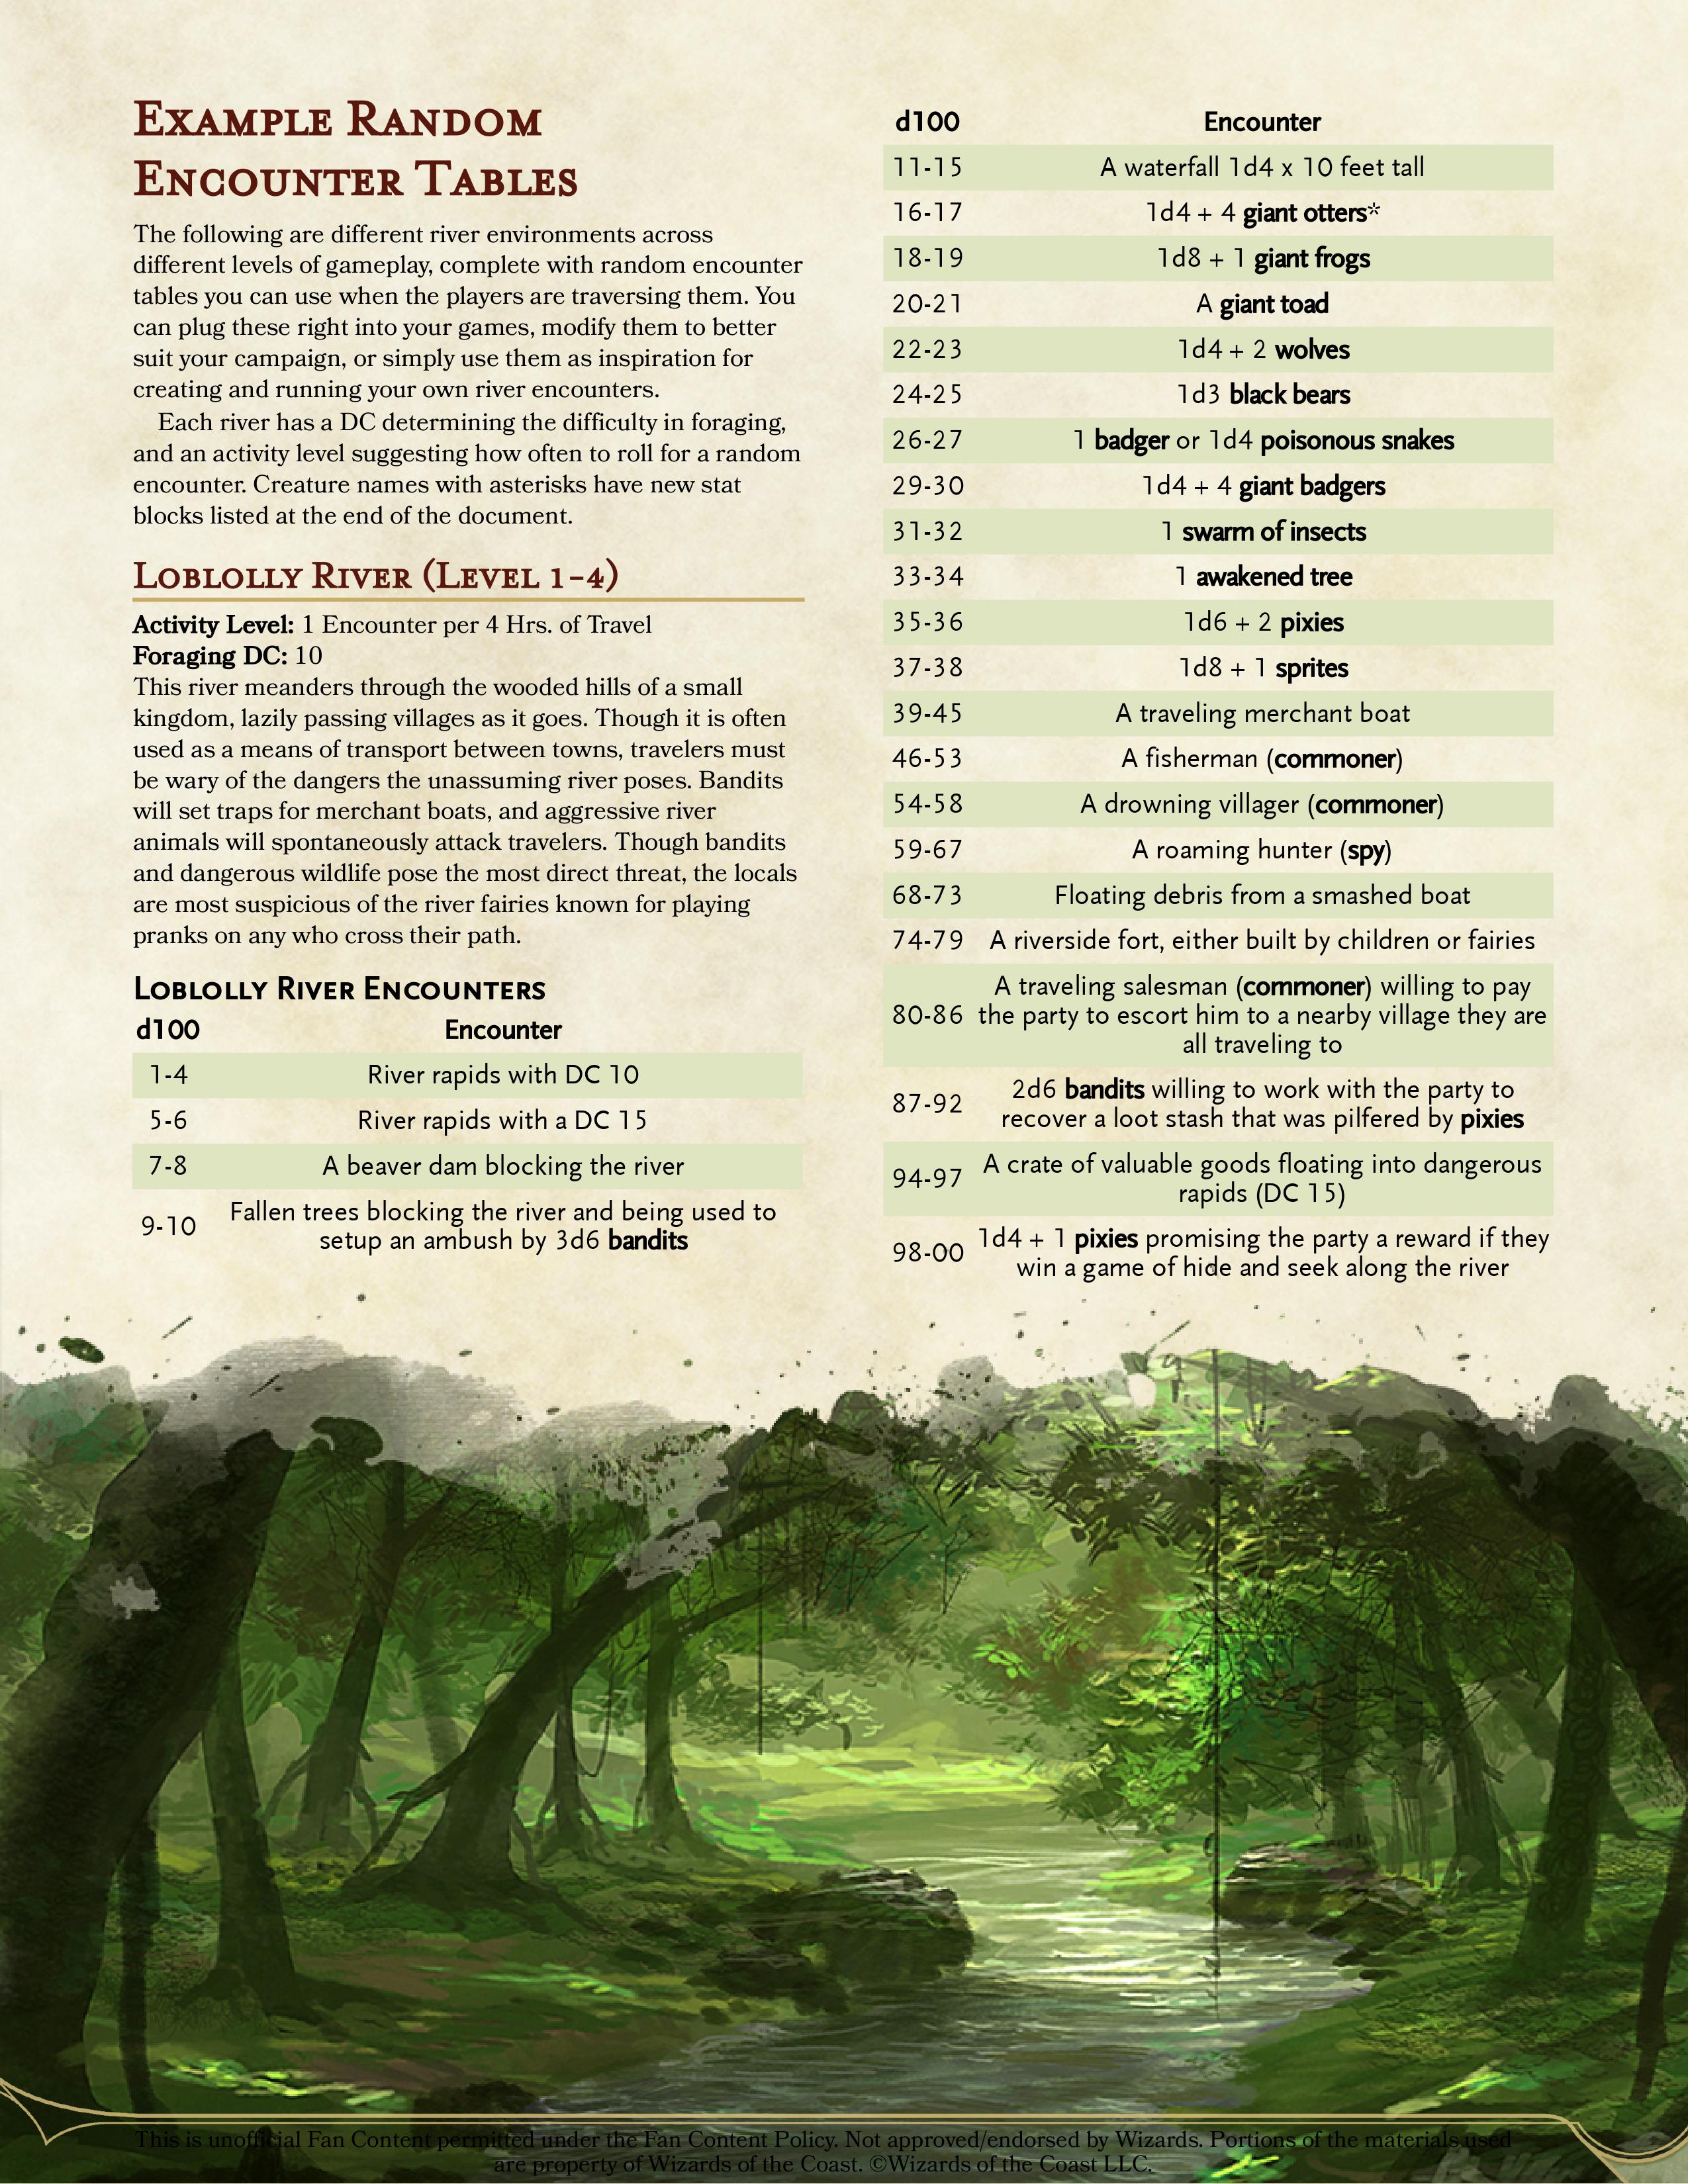 Example Random
Encounter Tables
The following are different river environments across
different levels of gameplay, complete with random encounter
tables you can use when the players are traversing them. You
can plug these right into your games, modify them to better
suit your campaign, or simply use them as inspiration for
creating and running your own river encounters.
Each river has a DC determining the difficulty in foraging,
and an activity level suggesting how often to roll for a random
encounter. Creature names with asterisks have new stat
blocks listed at the end of the document.
Loblolly River (Level 1-4)
Activity Level: 1 Encounter per 4 Hrs. of Travel
Foraging DC: 10
This river meanders through the wooded hills of a small
kingdom, lazily passing villages as it goes. Though it is often
used as a means of transport between towns, travelers must
be wary of the dangers the unassuming river poses. Bandits
will set traps for merchant boats, and aggressive river
animals will spontaneously attack travelers. Though bandits
and dangerous wildlife pose the most direct threat, the locals
are most suspicious of the river fairies known for playing
pranks on any who cross their path.
Loblolly River Encounters
d100 Encounter
1-4 River rapids with DC 10
5-6 River rapids with a DC 15
7-8 A beaver dam blocking the river
9-10 Fallen trees blocking the river and being used to
setup an ambush by 3d6 bandits
d100 Encounter
11-15 A waterfall 1d4 x 10 feet tall
16-17 1d4 + 4 giant otters*
18-19 1d8 + 1 giant frogs
20-21 A giant toad
22-23 1d4 + 2 wolves
24-25 1d3 black bears
26-27 1 badger or 1d4 poisonous snakes
29-30 1d4 + 4 giant badgers
31-32 1 swarm of insects
33-34 1 awakened tree
35-36 1d6 + 2 pixies
37-38 1d8 + 1 sprites
39-45 A traveling merchant boat
46-53 A fisherman (commoner)
54-58 A drowning villager (commoner)
59-67 A roaming hunter (spy)
68-73 Floating debris from a smashed boat
74-79 A riverside fort, either built by children or fairies
A traveling salesman (commoner) willing to pay
80-86 the party to escort him to a nearby village they are
all traveling to
87-92 2d6 bandits willing to work with the party to
recover a loot stash that was pilfered by pixies
94-97 A crate of valuable goods floating into dangerous
rapids (DC 15)
98-00 1d4 + 1 pixies promising the party a reward if they
win a game of hide and seek along the river
This is unofficial Fan Content permitted under the Fan Content Policy. Not approved/endorsed by Wizards. Portions of the materials used
are property of Wizards of the Coast. ©Wizards of the Coast LLC.